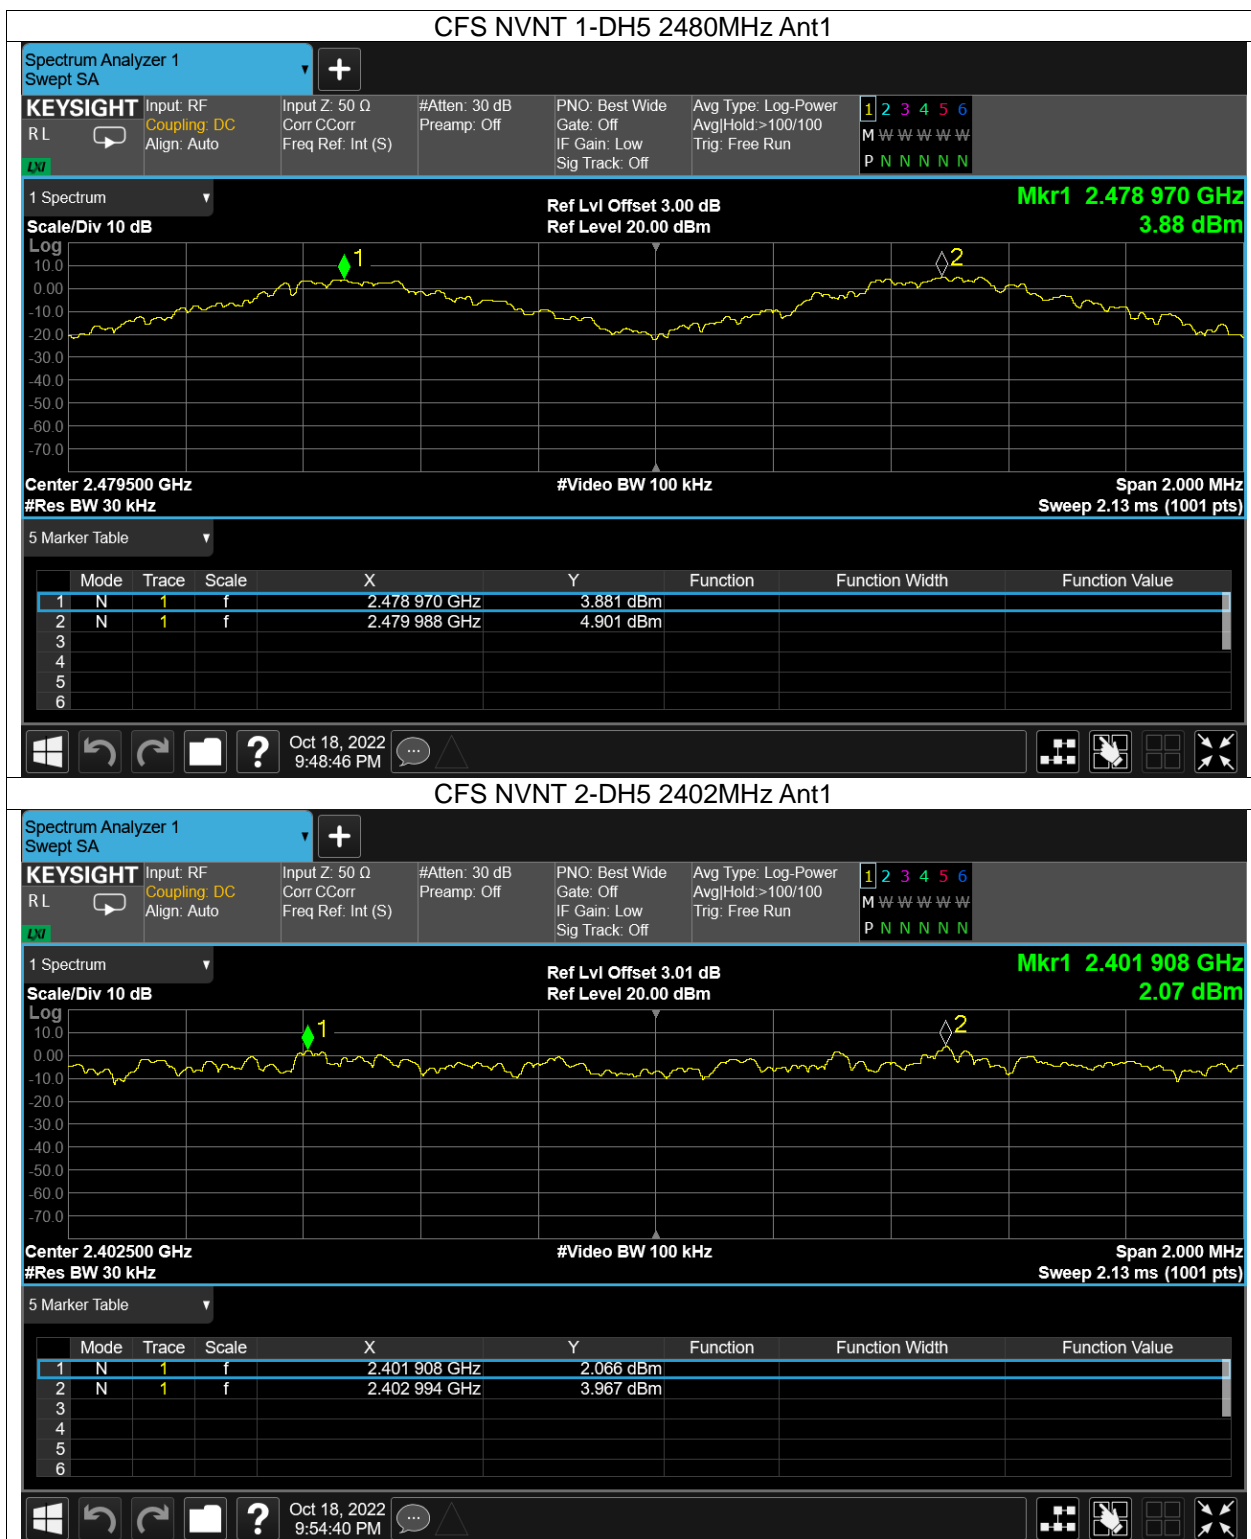 CFS NVNT 1-DH5 2480MHz Ant1
Spectrum Analyzer 1
Swept SA
KEYSIGHT Input: RF Input Z: 50 Ω #Atten: 30 dB PNO: Best Wide Avg Type: Log-Power 1 2 3 4 5 6
R L Coupling: DC Corr CCorr Preamp: Off Gate: Off Avg|Hold:>100/100 M W W W W W
Align: Auto Freq Ref: Int (S) IF Gain: Low Trig: Free Run
LXI Sig Track: Off P N N N N N
1 Spectrum Ref Lvl Offset 3.00 dB Mkr1 2.478 970 GHz
Scale/Div 10 dB Ref Level 20.00 dBm 3.88 dBm
Log
10.0
0.00
-10.0
-20.0
-30.0
-40.0
-50.0
-60.0
-70.0
1
2
Center 2.479500 GHz #Video BW 100 kHz Span 2.000 MHz
#Res BW 30 kHz Sweep 2.13 ms (1001 pts)
5 Marker Table
Mode Trace Scale X Y Function Function Width Function Value
1 N 1 f 2.478 970 GHz 3.881 dBm
2 N 1 f 2.479 988 GHz 4.901 dBm
3
4
5
6
? Oct 18, 2022
9:48:46 PM
CFS NVNT 2-DH5 2402MHz Ant1
Spectrum Analyzer 1
Swept SA
KEYSIGHT Input: RF Input Z: 50 Ω #Atten: 30 dB PNO: Best Wide Avg Type: Log-Power 1 2 3 4 5 6
R L Coupling: DC Corr CCorr Preamp: Off Gate: Off Avg|Hold:>100/100 M W W W W W
Align: Auto Freq Ref: Int (S) IF Gain: Low Trig: Free Run
LXI Sig Track: Off P N N N N N
1 Spectrum Ref Lvl Offset 3.01 dB Mkr1 2.401 908 GHz
Scale/Div 10 dB Ref Level 20.00 dBm 2.07 dBm
Log
10.0
0.00
-10.0
-20.0
-30.0
-40.0
-50.0
-60.0
-70.0
1
2
Center 2.402500 GHz #Video BW 100 kHz Span 2.000 MHz
#Res BW 30 kHz Sweep 2.13 ms (1001 pts)
5 Marker Table
Mode Trace Scale X Y Function Function Width Function Value
1 N 1 f 2.401 908 GHz 2.066 dBm
2 N 1 f 2.402 994 GHz 3.967 dBm
3
4
5
6
? Oct 18, 2022
9:54:40 PM